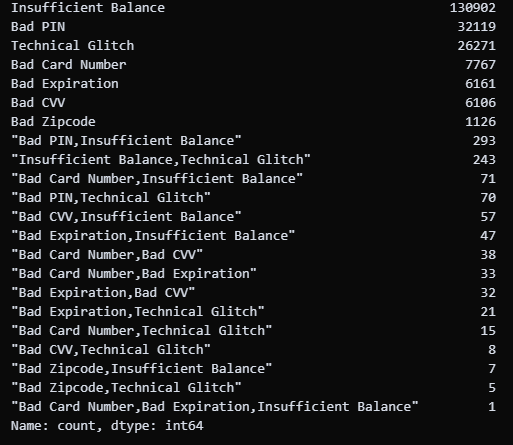 Insufficient Balance 130902
Bad PIN 32119
Technical Glitch 26271
Bad Card Number 7767
Bad Expiration 6161
Bad CVV 6106
Bad Zipcode 1126
"Bad PIN,Insufficient Balance" 293
"Insufficient Balance,Technical Glitch" 243
"Bad Card Number,Insufficient Balance" 71
"Bad PIN,Technical Glitch" 70
"Bad CVV,Insufficient Balance" 57
"Bad Expiration,Insufficient Balance" 47
"Bad Card Number,Bad CVV" 38
"Bad Card Number,Bad Expiration" 33
"Bad Expiration,Bad CVV" 32
"Bad Expiration,Technical Glitch" 21
"Bad Card Number,Technical Glitch" 15
"Bad CVV,Technical Glitch" 8
"Bad Zipcode,Insufficient Balance" 7
"Bad Zipcode,Technical Glitch" 5
"Bad Card Number,Bad Expiration,Insufficient Balance" 1
Name: count, dtype: int64